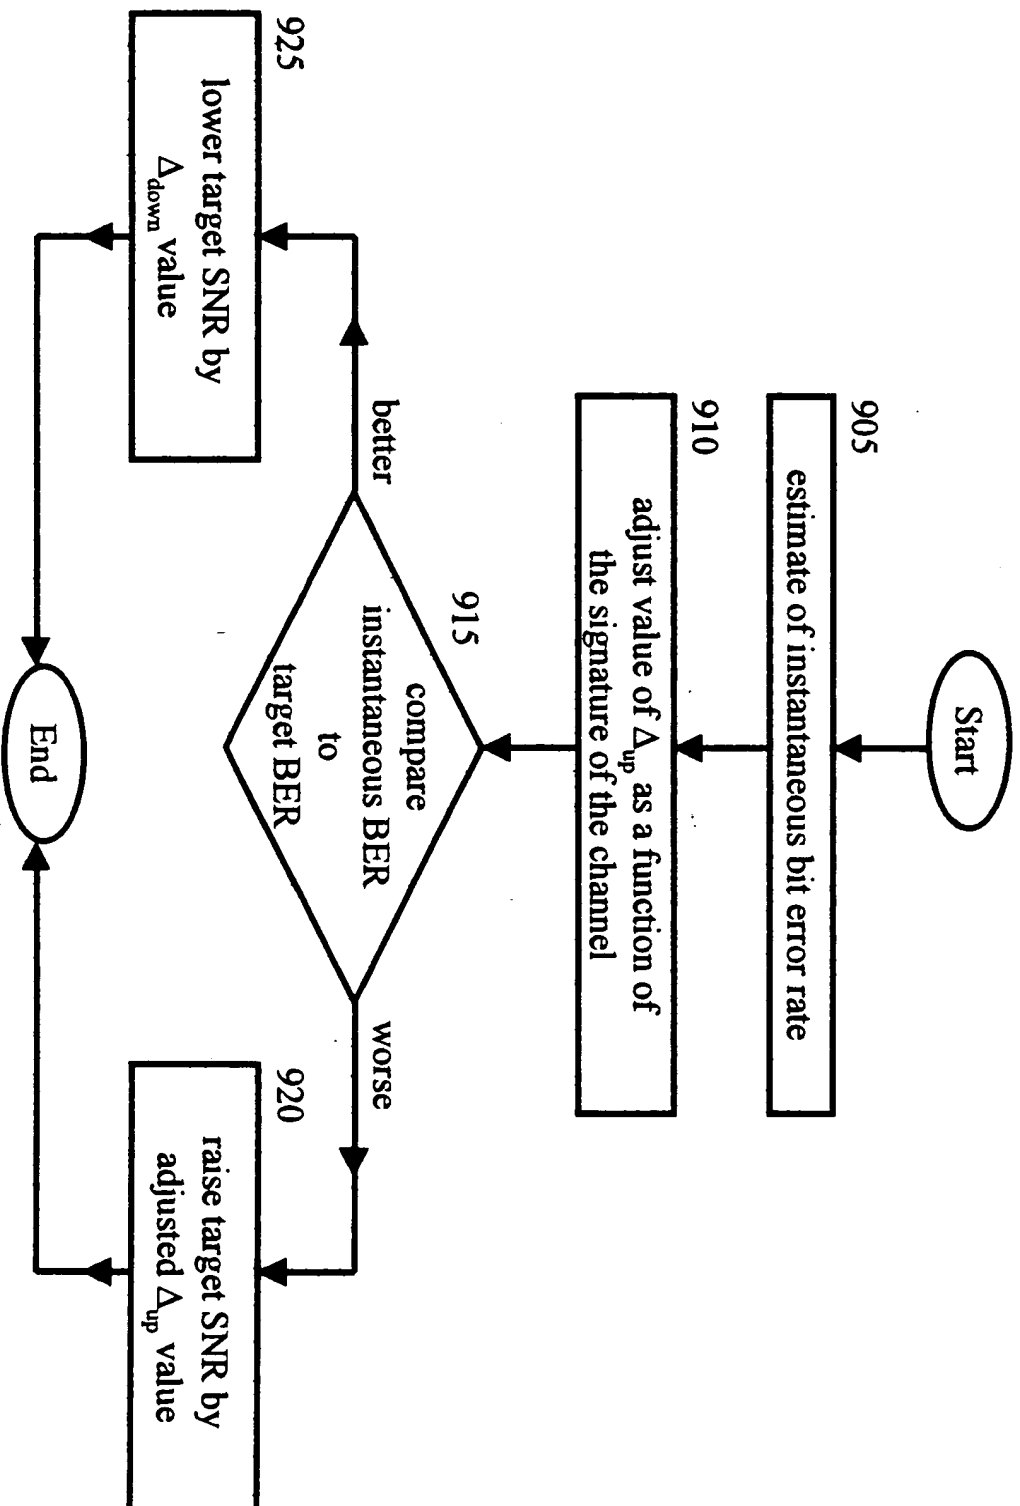 Start
905
estimate of instantaneous bit error rate
910
adjust value of Δup as a function of
the signature of the channel
915
compare
instantaneous BER
to
target BER
better
worse
925
lower target SNR by
Δdown value
920
raise target SNR by
adjusted Δup value
End